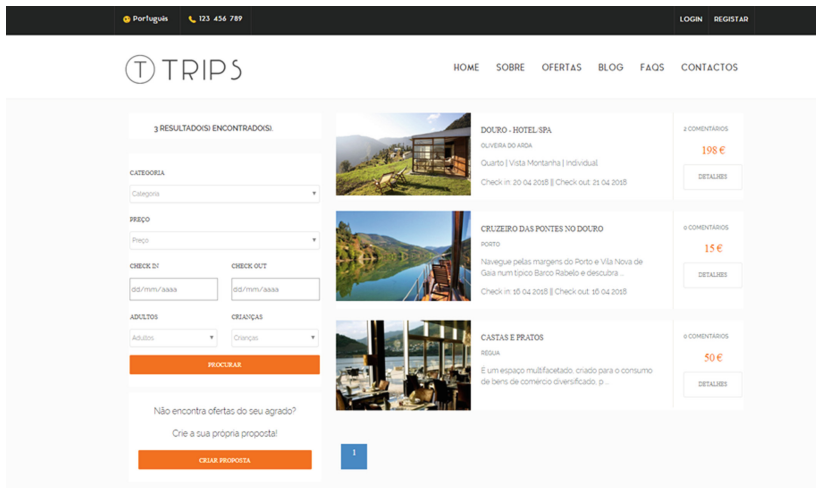 Portuguis
123 456 789
LOGIN
REGISTAR
T TRIPS
HOME
SOBRE
OFERTAS
BLOG
FAQS
CONTACTOS
3 RESULTADO(S) ENCONTRADO(S).
CATEGORIA
Categoria
PREÇO
Preço
CHECK IN
CHECK OUT
dd/mm/aaaa
dd/mm/aaaa
ADULTOS
CRIANÇAS
Adultos
Crianças
PROCURAR
Não encontra ofertas do seu agrado?
Crie a sua própria proposta!
CRIAR PROPOSTA
DOURO - HOTEL/SPA
OLIVEIRA DO ARDA
Quarto | Vista Montanha | Individual
Check in: 20 04 2018 || Check out: 21 04 2018
2 COMENTÁRIOS
198 €
DETALHES
CRUZEIRO DAS PONTES NO DOURO
PORTO
Navegue pelas margens do Porto e Vila Nova de
Gaia num típico Barco Rabelo e descubra ...
Check in: 16 04 2018 || Check out: 16 04 2018
0 COMENTÁRIOS
15 €
DETALHES
CASTAS E PRATOS
RÉGUA
É um espaço multifacetado, criado para o consumo
de bens de comércio diversificado, p ...
0 COMENTÁRIOS
50 €
DETALHES
1